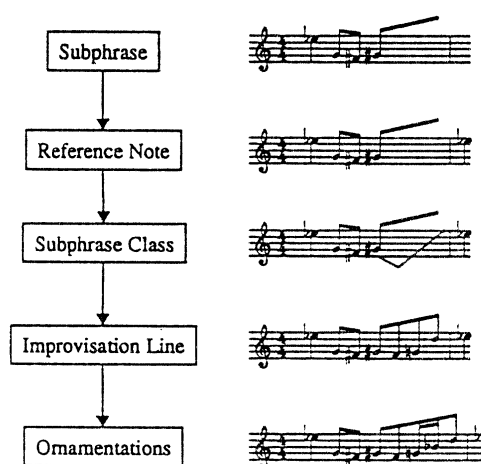 Subphrase
Reference Note
Subphrase Class
Improvisation Line
Ornamentations